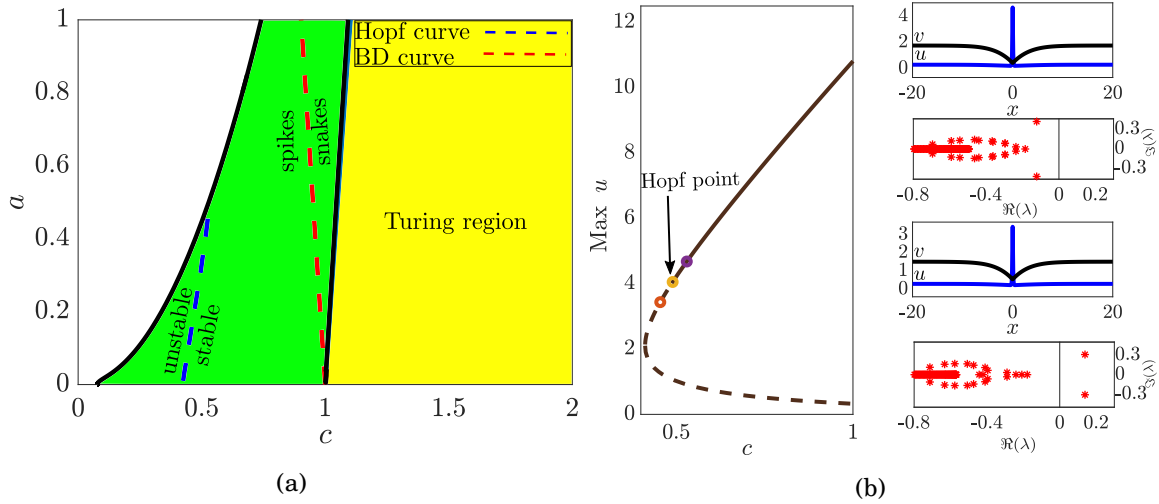 1
0.8
0.6
0.4
0.2
0
a
0
0.5
1
1.5
2
c
Hopf curve
BD curve
spikes
snakes
unstable
stable
Turing region
(a)
12
10
8
6
4
2
0
Max u
Hopf point
0.5
1
c
4
2
0
v
u
-20
0
20
x
0.3
0
-0.3
ℑ(λ)
-0.8
-0.4
0
0.2
ℜ(λ)
3
2
1
0
v
u
-20
0
20
x
0.3
0
-0.3
ℑ(λ)
-0.8
-0.4
0
0.2
ℜ(λ)
(b)